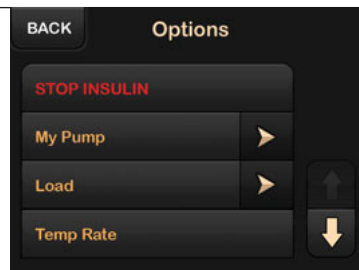 BACK
Options
STOP INSULIN
My Pump
Load
Temp Rate